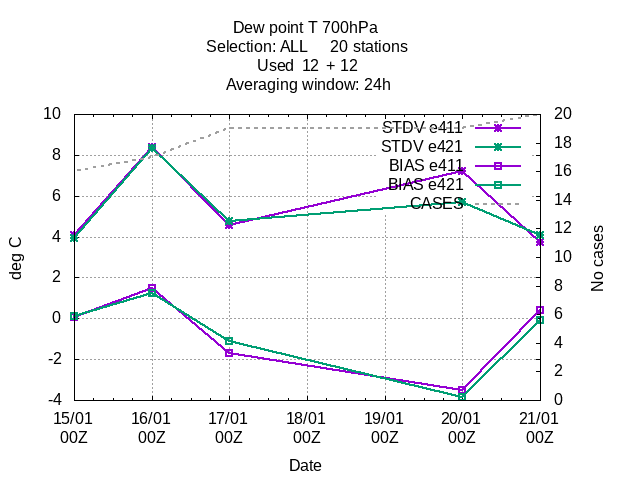 Dew point T 700hPa
Selection: ALL     20 stations
Used  12  + 12
Averaging window: 24h
10
8
6
4
2
0
-2
-4
deg C
20
18
16
14
12
10
8
6
4
2
0
No cases
STDV e411
STDV e421
BIAS e411
BIAS e421
CASES
15/01 16/01 17/01 18/01 19/01 20/01 21/01
00Z 00Z 00Z 00Z 00Z 00Z 00Z
Date